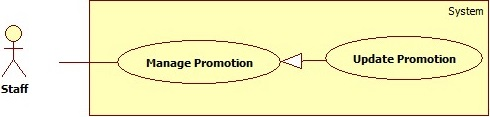 System
Manage Promotion
Update Promotion
Staff